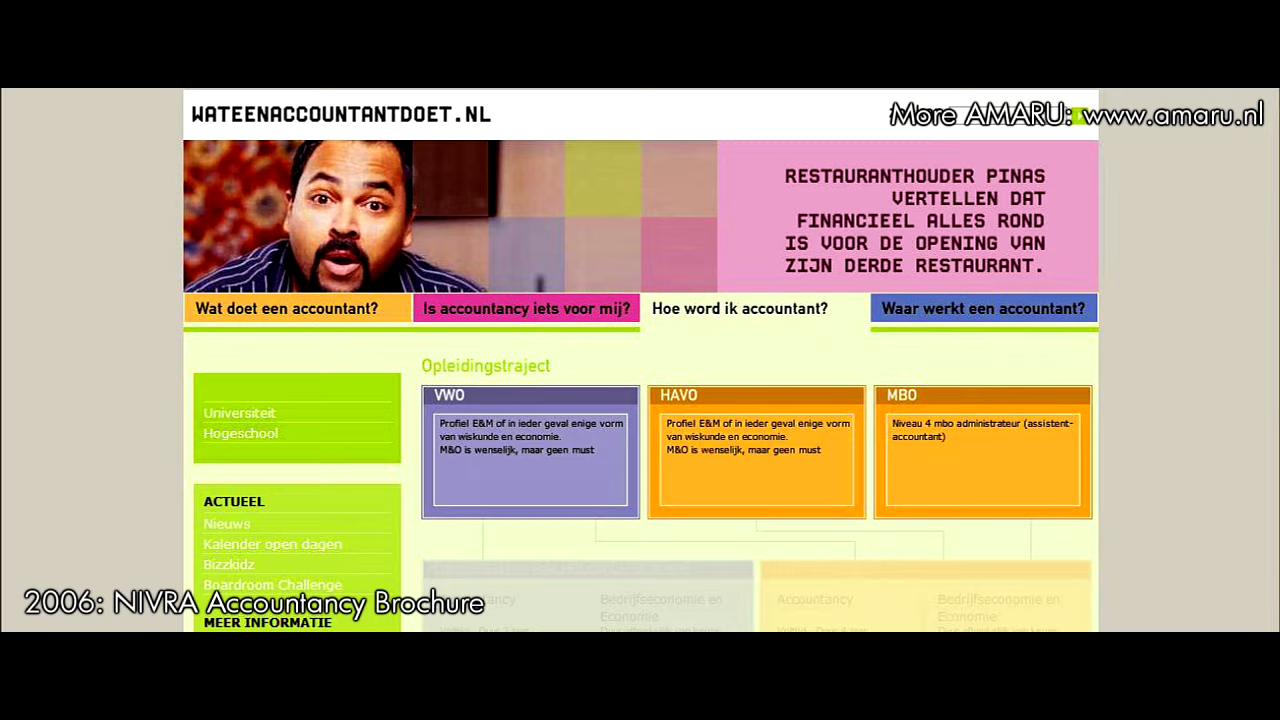 WATEENACCOUNTANTDOET.NL
More AMARU: www.amaru.nl
RESTAURANTHOUDER PINAS
VERTELLEN DAT
FINANCIEEL ALLES ROND
IS VOOR DE OPENING VAN
ZIJN DERDE RESTAURANT.
Wat doet een accountant?
Is accountancy iets voor mij?
Hoe word ik accountant?
Waar werkt een accountant?
Opleidingstraject
Universiteit
Hogeschool
ACTUEEL
Nieuws
Kalender open dagen
Bizzkidz
Boardroom Challenge
MEER INFORMATIE
VWO
Profiel E&M of in ieder geval enige vorm
van wiskunde en economie.
M&O is wenselijk, maar geen must
HAVO
Profiel E&M of in ieder geval enige vorm
van wiskunde en economie.
M&O is wenselijk, maar geen must
MBO
Niveau 4 mbo administrateur (assistent-
accountant)
Bedrijfseconomie en
Economie
Accountancy
Bedrijfseconomie en
Economie
2006: NIVRA Accountancy Brochure